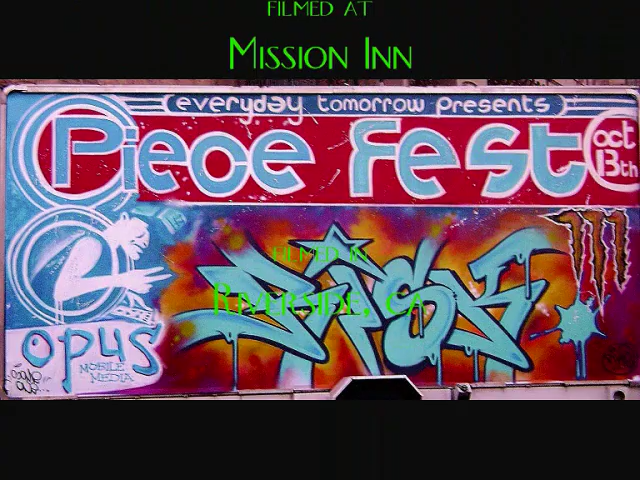 FILMED AT
MISSION INN
everyday tomorrow presents
Piece Fest
oct
13th
FILMED IN
RIVERSIDE, CA
opus
MOBILE
MEDIA